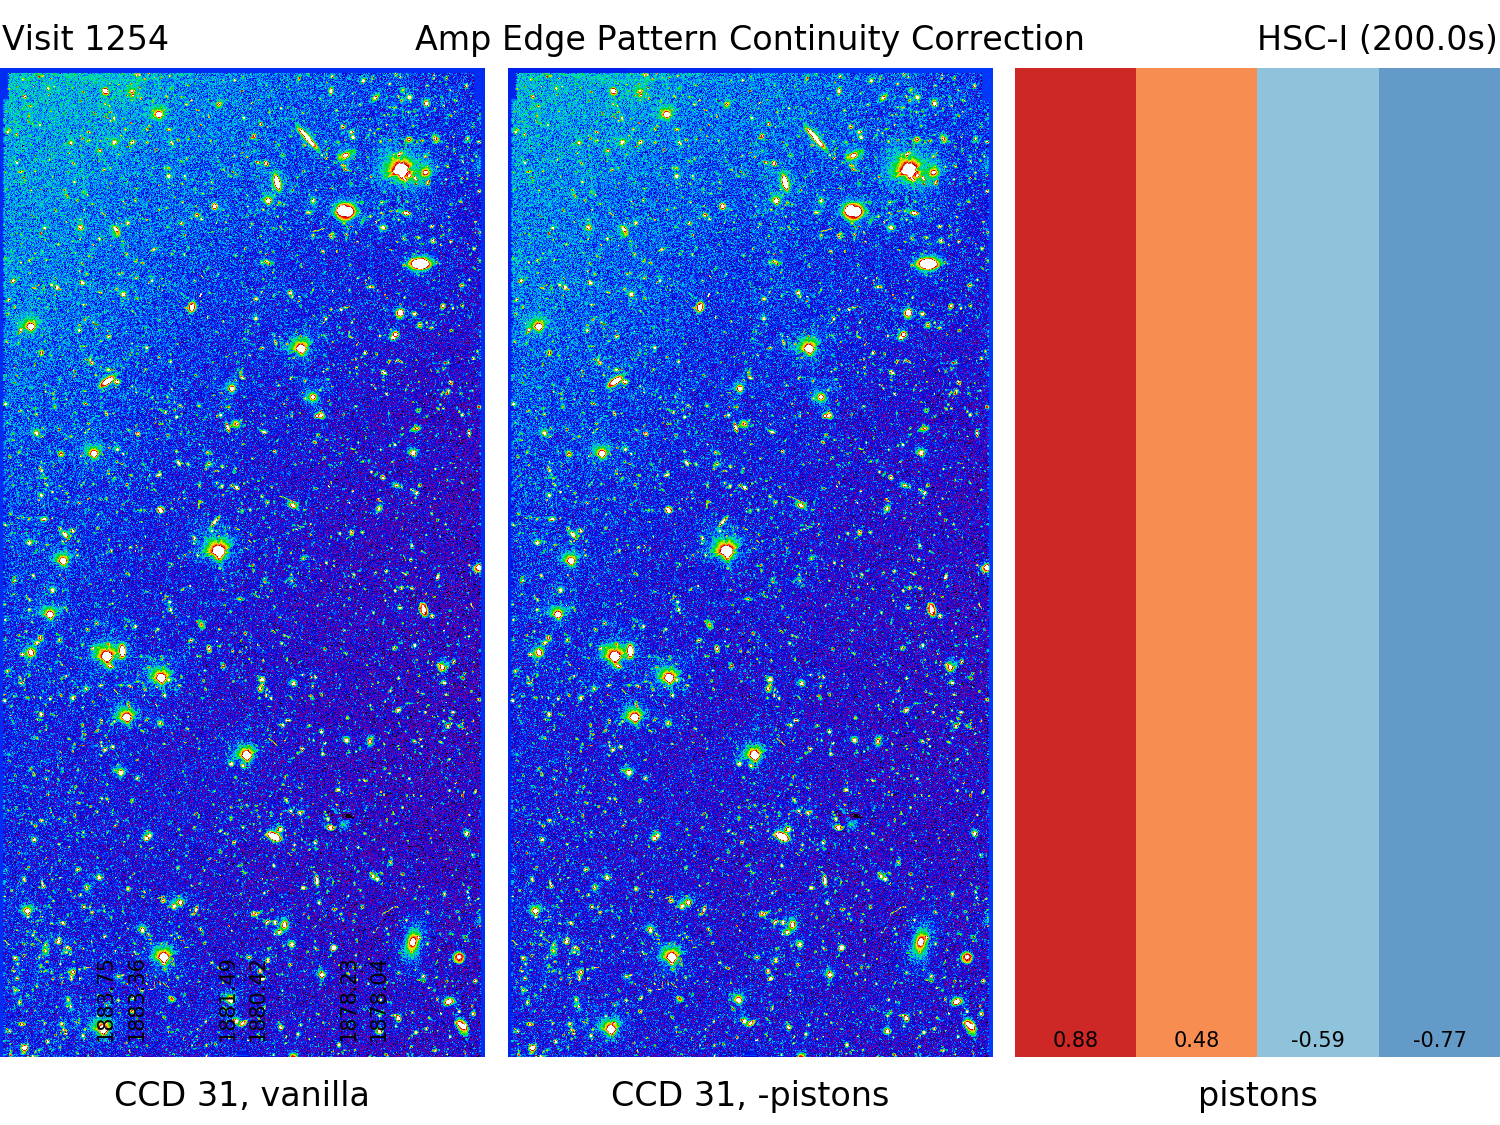 Visit 1254
Amp Edge Pattern Continuity Correction
HSC-I (200.0s)
1883.75
1883.36
1881.49
1880.42
1878.23
1878.04
0.88
0.48
-0.59
-0.77
CCD 31, vanilla
CCD 31, -pistons
pistons